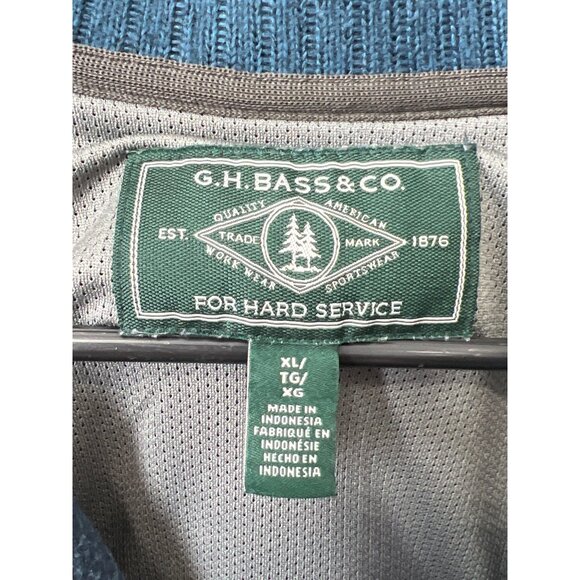 G.H. BASS & CO.
QUALITY AMERICAN
EST. TRADE MARK 1876
WORK WEAR SPORTSWEAR
FOR HARD SERVICE
XL/
TG/
XG
MADE IN
INDONESIA
FABRIQUÉ EN
INDONÉSIE
HECHO EN
INDONESIA